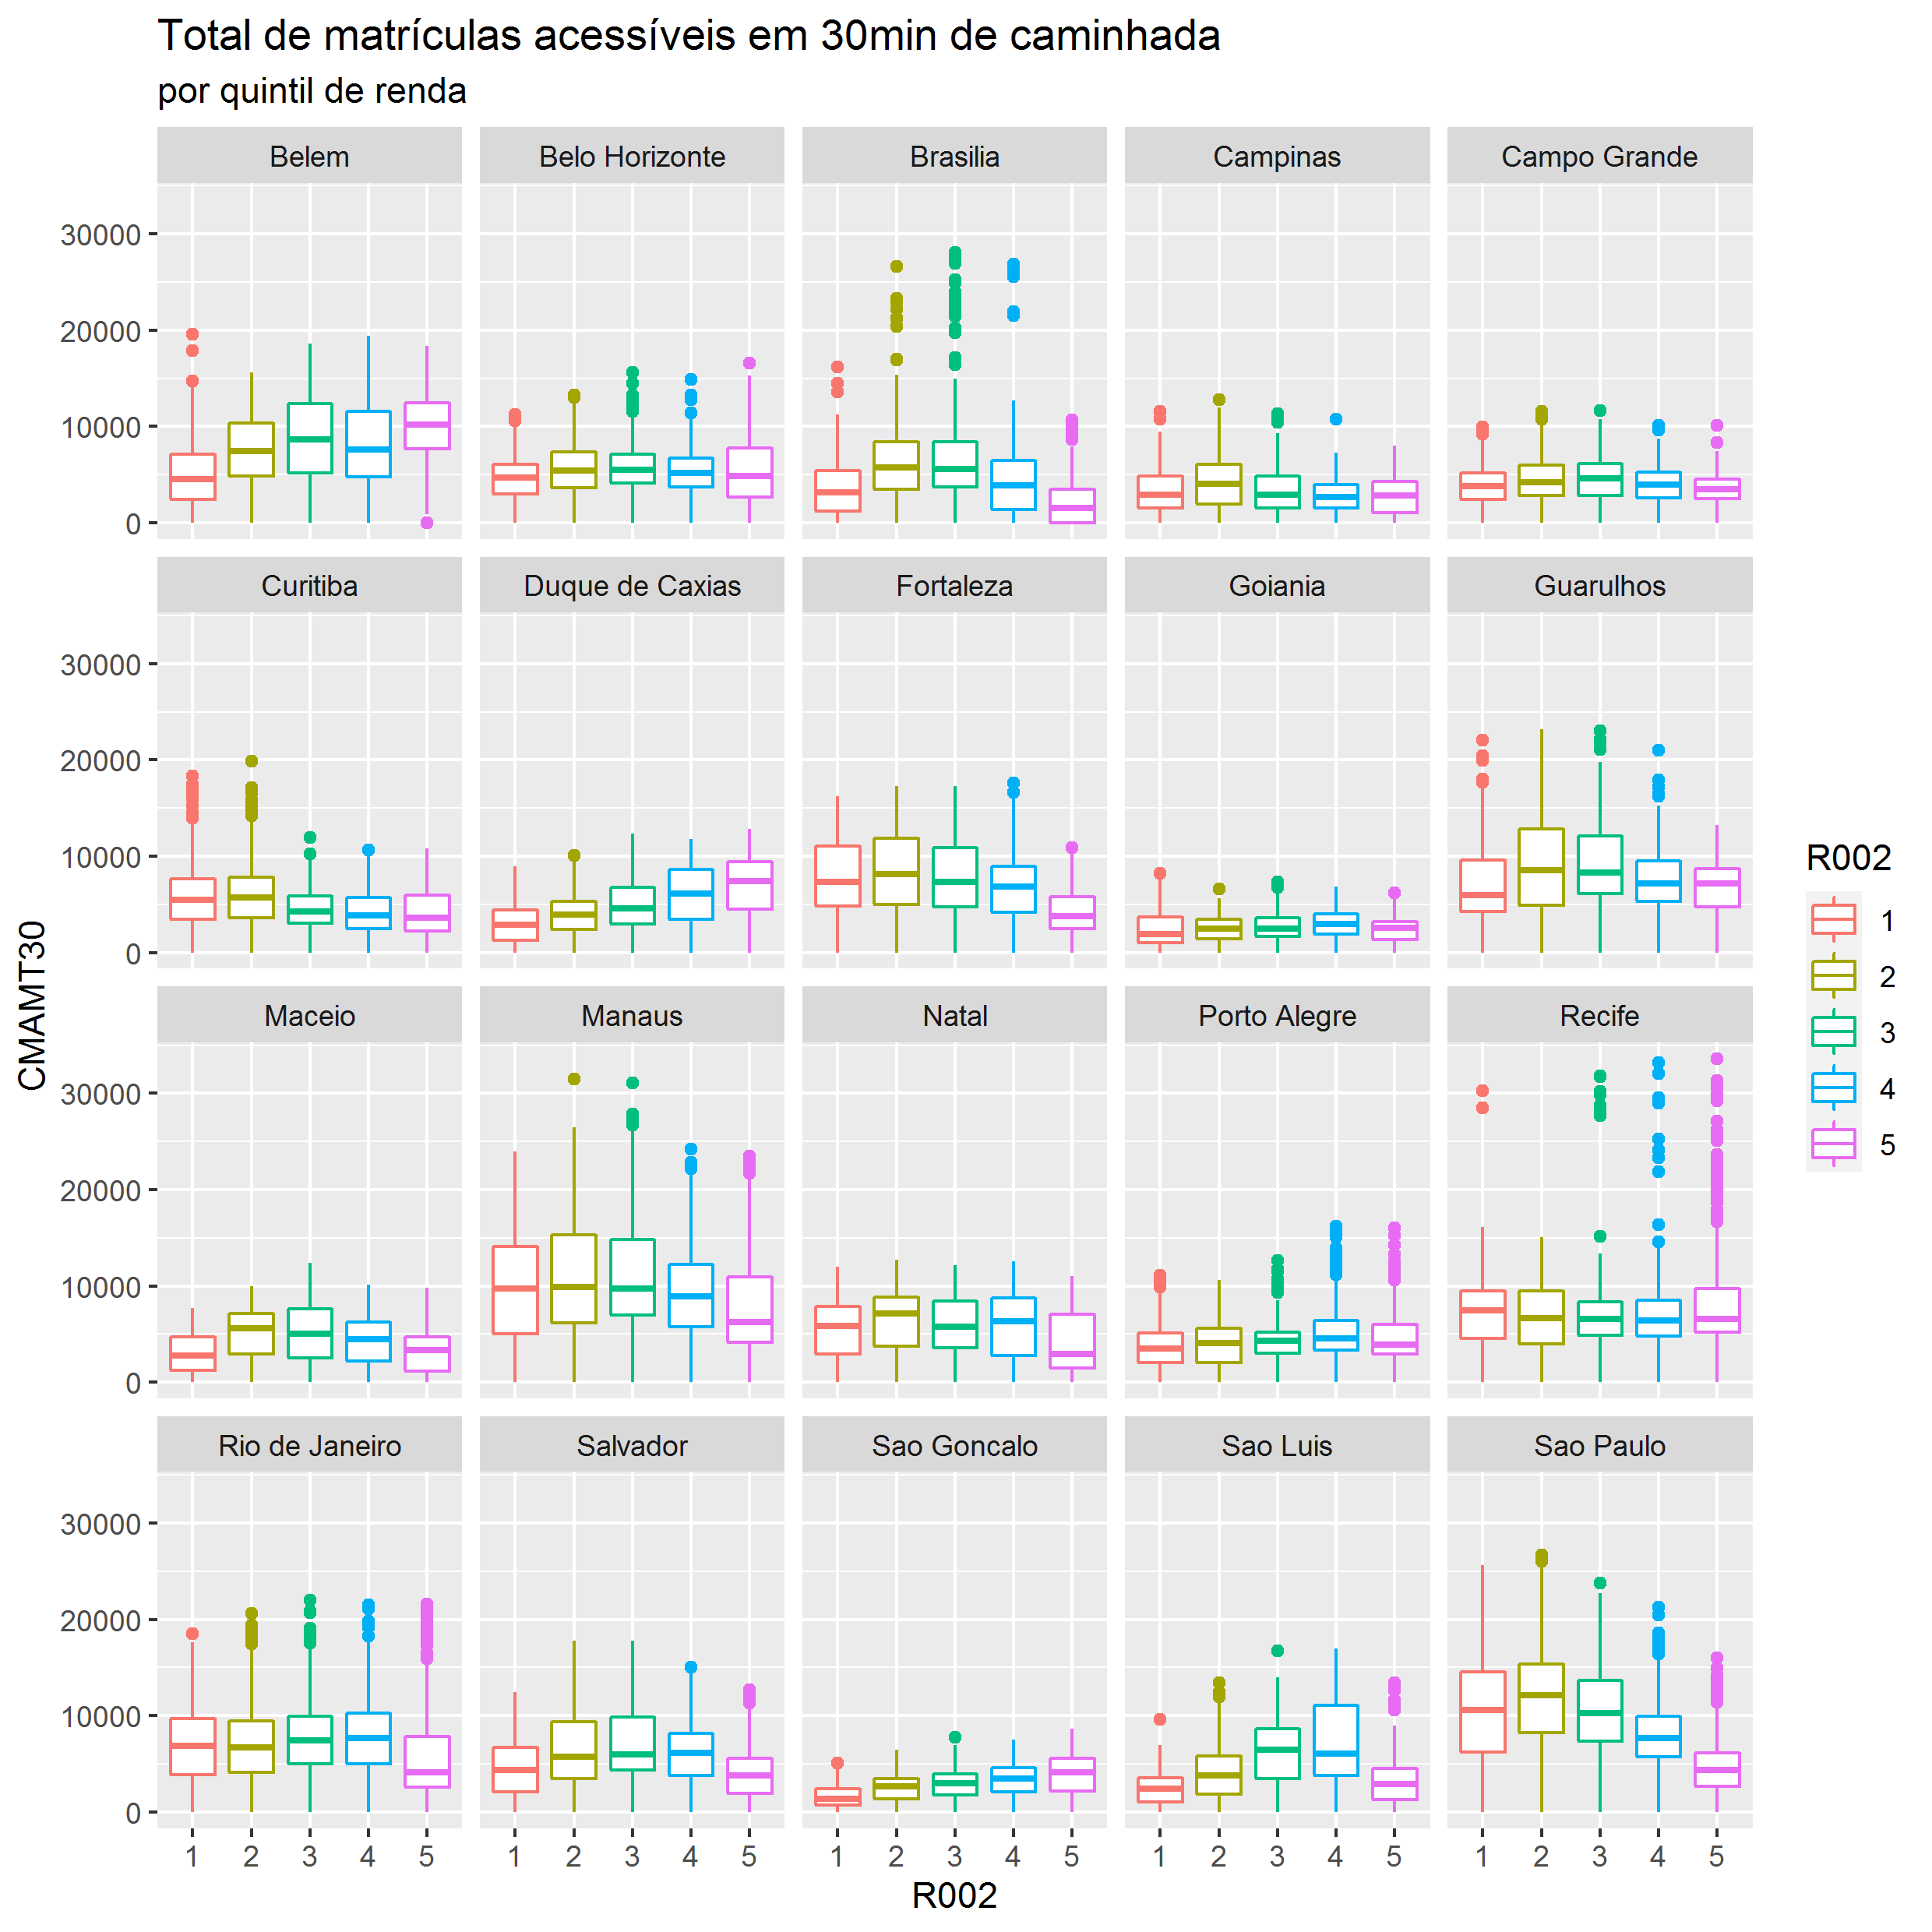 Total de matrículas acessíveis em 30min de caminhada
por quintil de renda
Belem
Belo Horizonte
Brasilia
Campinas
Campo Grande
30000
20000
10000
0
Curitiba
Duque de Caxias
Fortaleza
Goiania
Guarulhos
30000
20000
10000
0
Maceio
Manaus
Natal
Porto Alegre
Recife
30000
20000
10000
0
Rio de Janeiro
Salvador
Sao Goncalo
Sao Luis
Sao Paulo
30000
20000
10000
0
1 2 3 4 5
1 2 3 4 5
1 2 3 4 5
1 2 3 4 5
1 2 3 4 5
R002
CMAMT30
R002
1
2
3
4
5